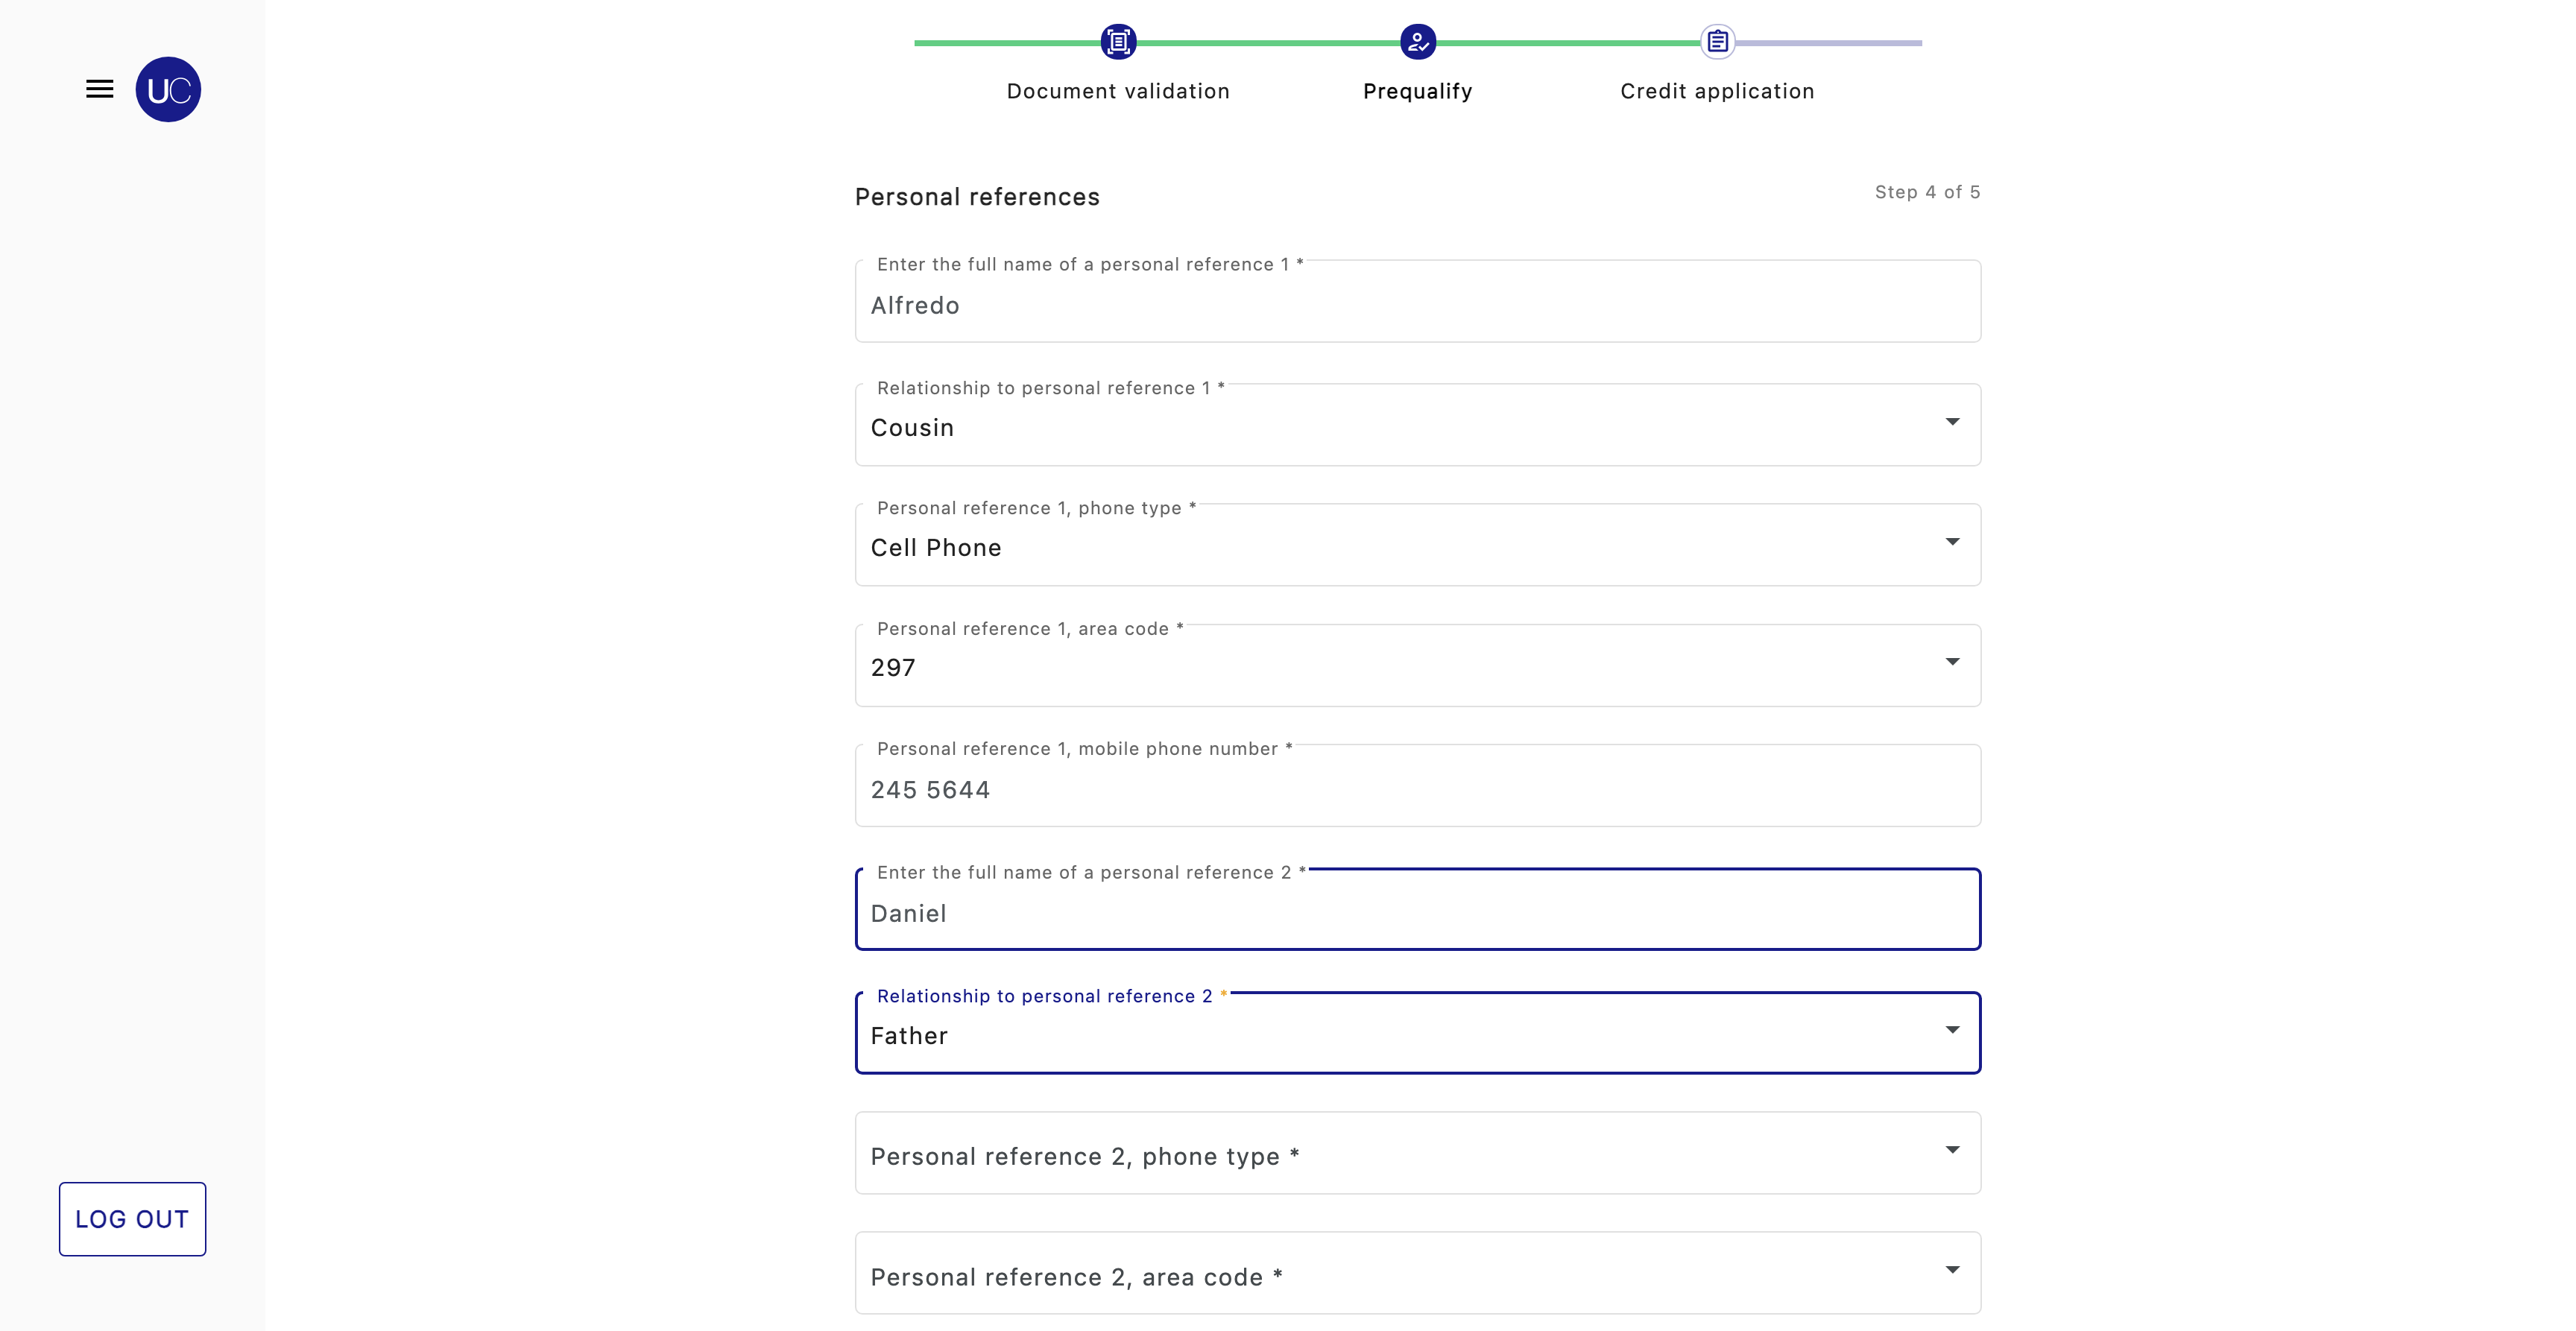 UC
Document validation
Prequalify
Credit application
Personal references
Step 4 of 5
Enter the full name of a personal reference 1 *
Alfredo
Relationship to personal reference 1 *
Cousin
Personal reference 1, phone type *
Cell Phone
Personal reference 1, area code *
297
Personal reference 1, mobile phone number *
245 5644
Enter the full name of a personal reference 2 *
Daniel
Relationship to personal reference 2 *
Father
Personal reference 2, phone type *
Personal reference 2, area code *
LOG OUT